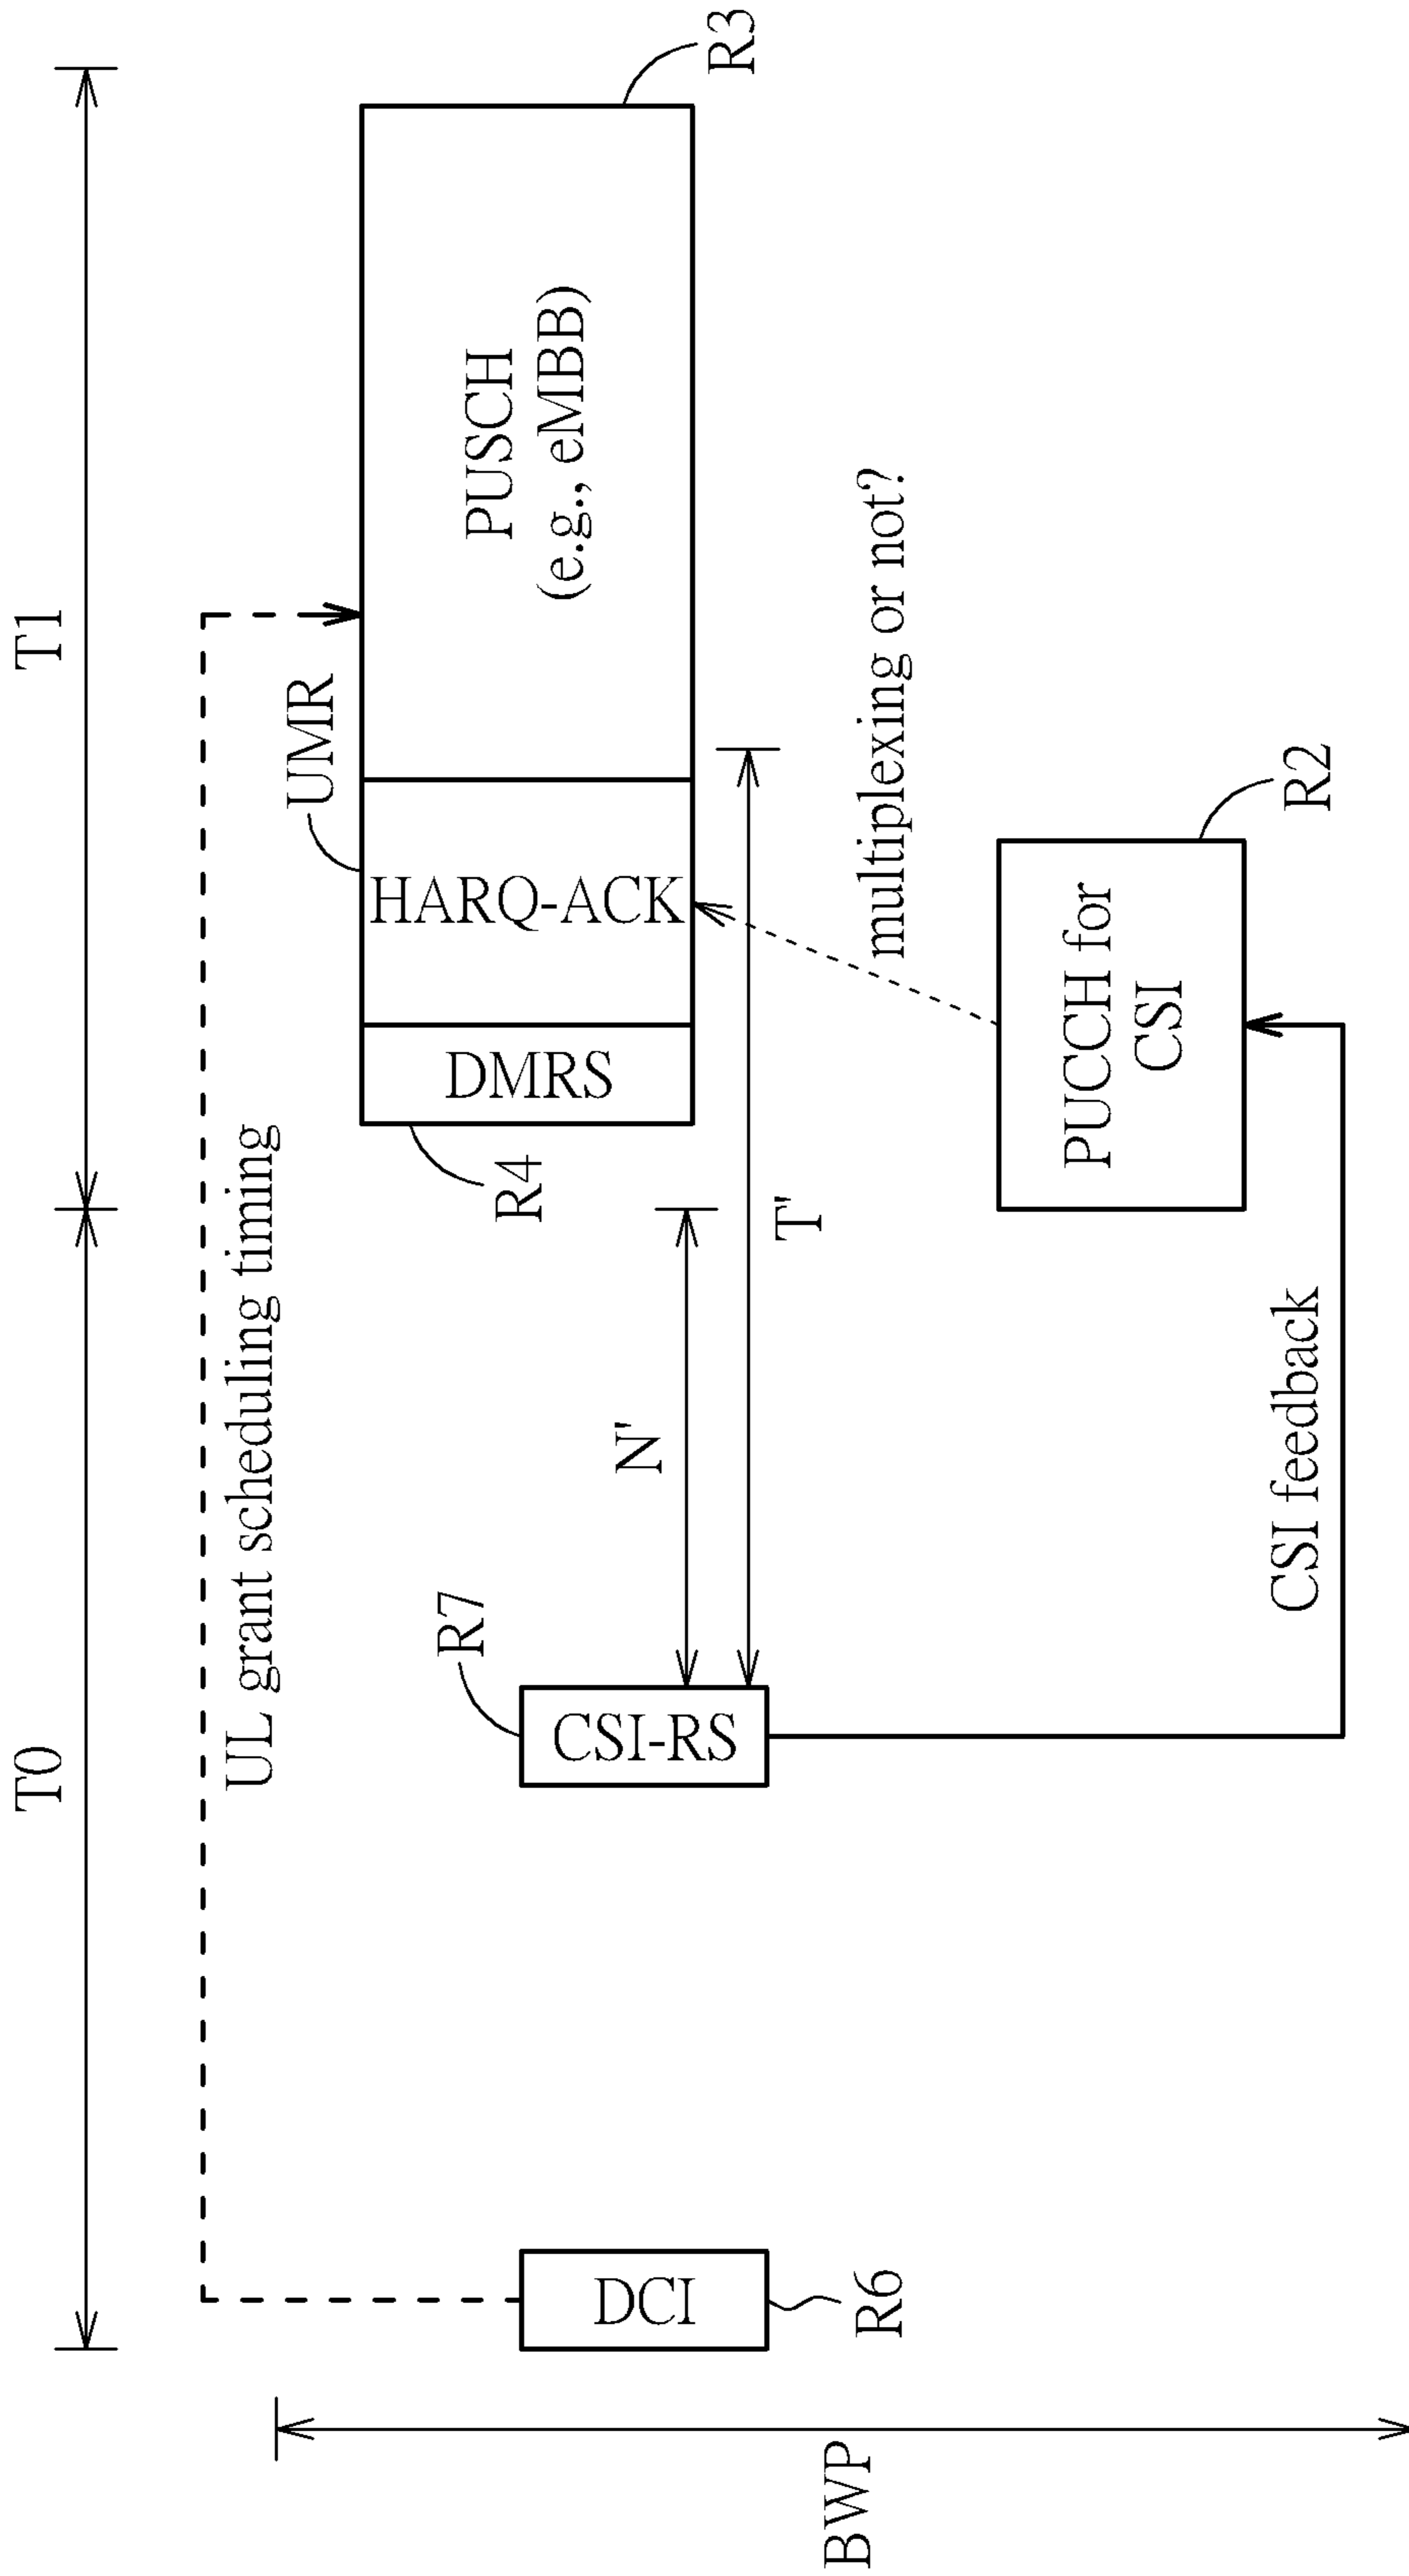 T0
T1
UL grant scheduling timing
UMR
R4
DMRS
HARQ-ACK
PUSCH
(e.g., eMBB)
R3
R7
CSI-RS
N'
T'
DCI
R6
BWP
multiplexing or not?
PUCCH for
CSI
R2
CSI feedback